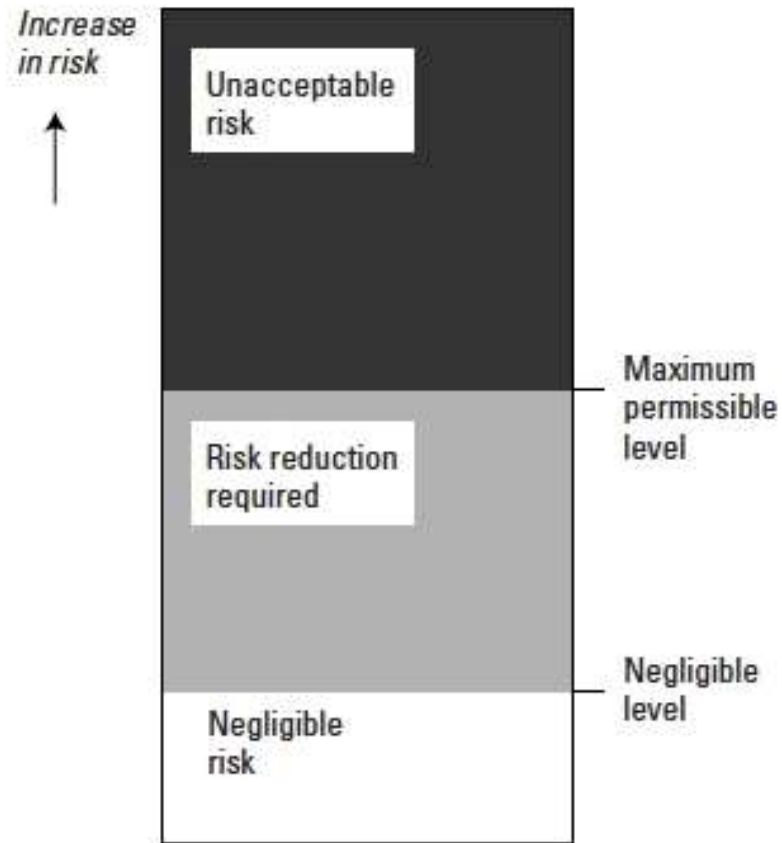 Increase
in risk
Unacceptable
risk
Maximum
permissible
level
Risk reduction
required
Negligible
level
Negligible
risk